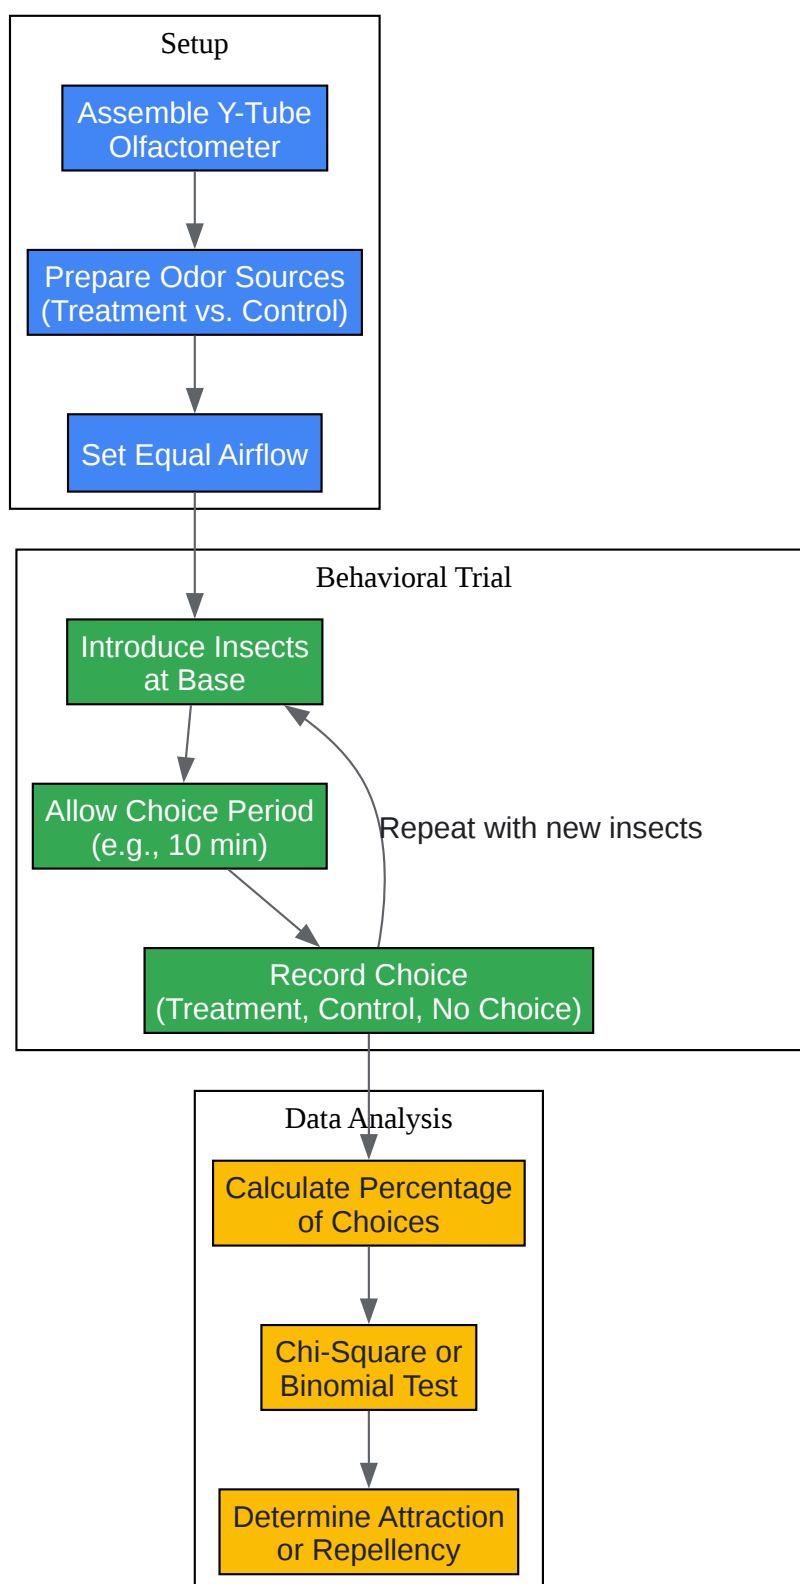 Setup
Assemble Y-Tube
Olfactometer
Prepare Odor Sources
(Treatment vs. Control)
Set Equal Airflow
Behavioral Trial
Introduce Insects
at Base
Allow Choice Period
(e.g., 10 min)
Repeat with new insects
Record Choice
(Treatment, Control, No Choice)
Data Analysis
Calculate Percentage
of Choices
Chi-Square or
Binomial Test
Determine Attraction
or Repellency